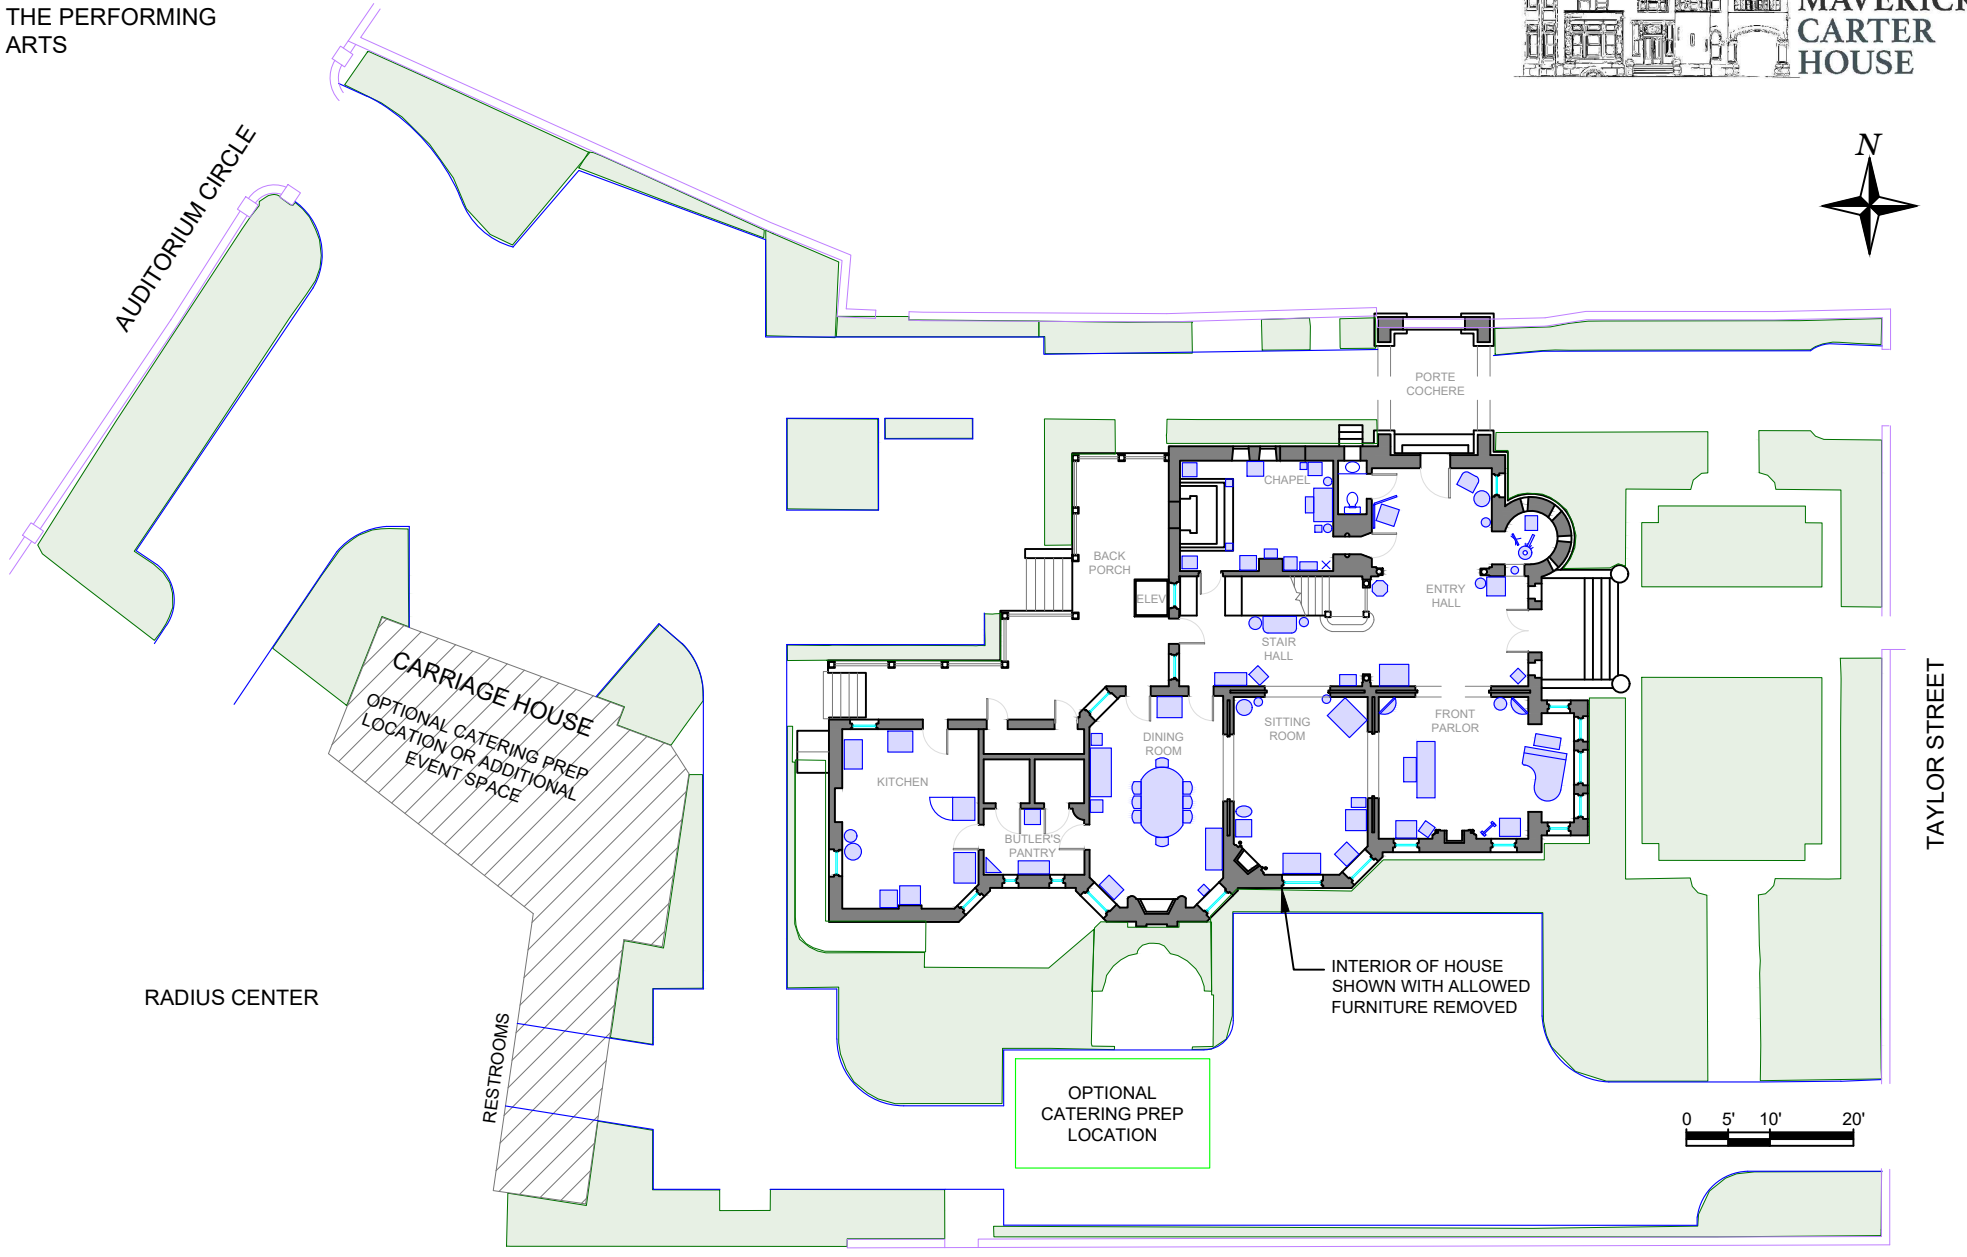 THE PERFORMING
ARTS
MAVERICK
CARTER
HOUSE
N
AUDITORIUM CIRCLE
PORTE
COCHERE
CHAPEL
BACK
PORCH
ELEV
ENTRY
HALL
STAIR
HALL
CARRIAGE HOUSE
OPTIONAL CATERING PREP
LOCATION OR ADDITIONAL
EVENT SPACE
SITTING
ROOM
FRONT
PARLOR
DINING
ROOM
KITCHEN
BUTLER'S
PANTRY
TAYLOR STREET
INTERIOR OF HOUSE
SHOWN WITH ALLOWED
FURNITURE REMOVED
RADIUS CENTER
RESTROOMS
OPTIONAL
CATERING PREP
LOCATION
0 5' 10' 20'